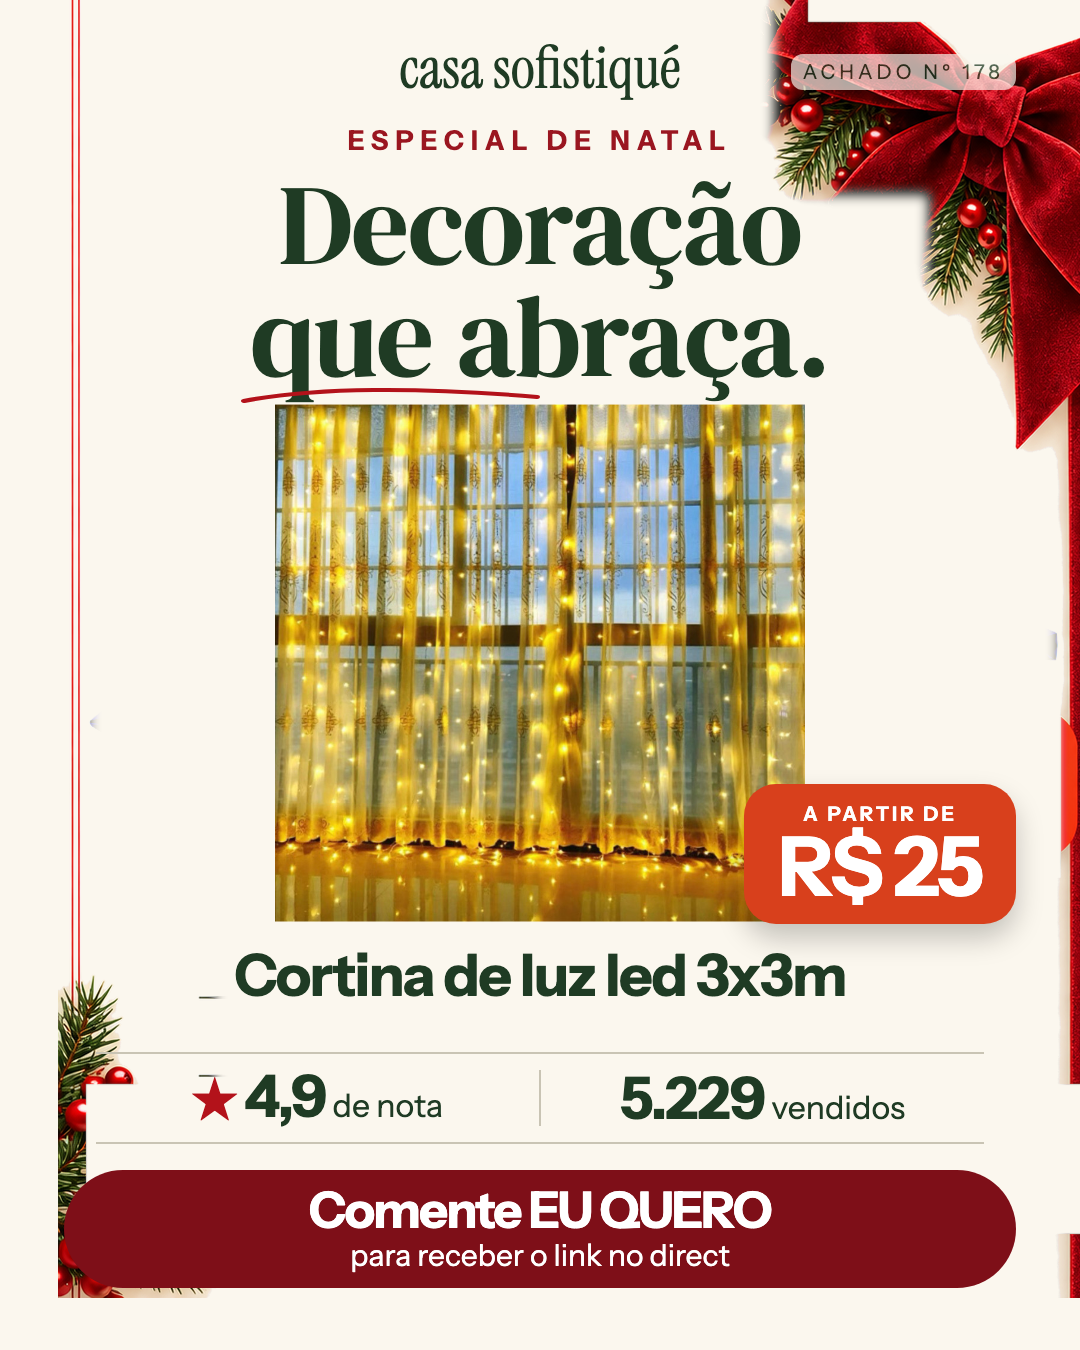 casa sofistiqué
ACHADO Nº 178
ESPECIAL DE NATAL
Decoração
que abraça.
A PARTIR DE
R$ 25
Cortina de luz led 3x3m
★ 4,9 de nota
5.229 vendidos
Comente EU QUERO
para receber o link no direct